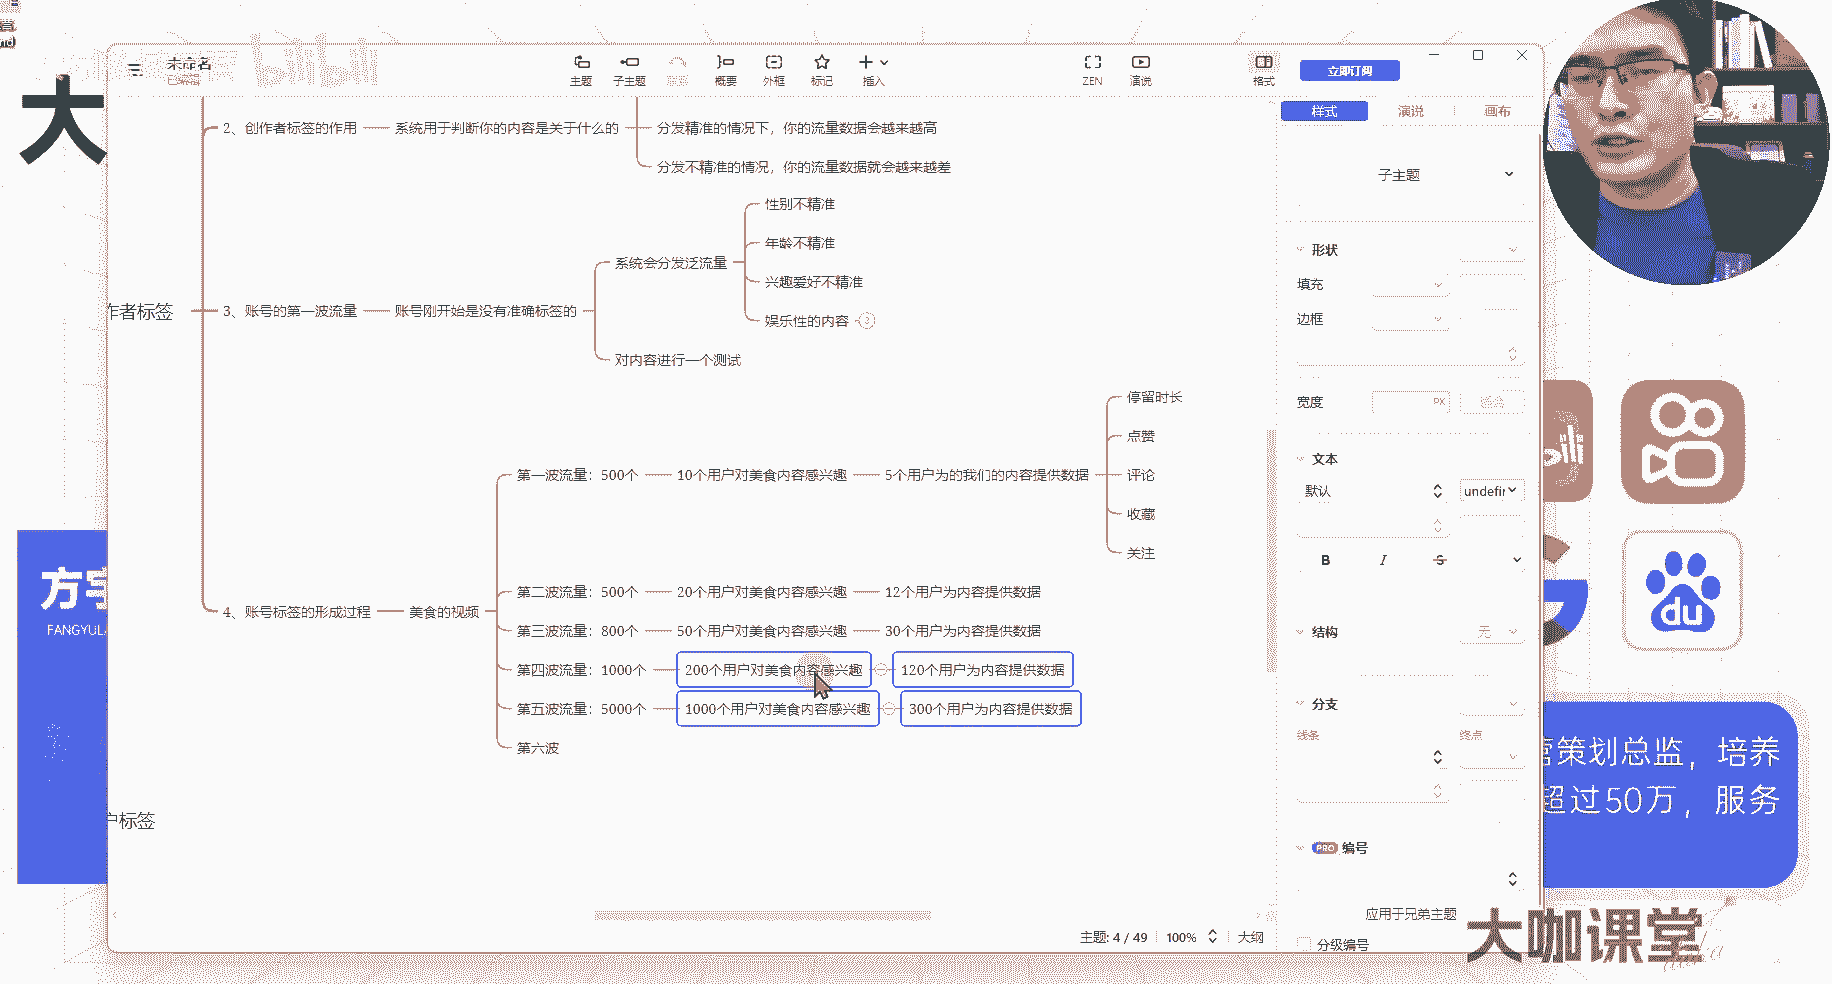 大
bilibili
未命名
已编辑
主题
子主题
概要
外框
标记
插入
ZEN
演说
格式
立即订阅
样式
演说
画布
2、创作者标签的作用
系统用于判断你的内容是关于什么的
分发精准的情况下，你的流量数据会越来越高
分发不精准的情况，你的流量数据就会越来越差
性别不精准
年龄不精准
兴趣爱好不精准
娱乐性的内容
系统会分发泛流量
作者标签
3、账号的第一波流量
账号刚开始是没有准确标签的
对内容进行一个测试
停留时长
点赞
评论
收藏
关注
第一波流量：500个
10个用户对美食内容感兴趣
5个用户为的我们的内容提供数据
第二波流量：500个
20个用户对美食内容感兴趣
12个用户为内容提供数据
4、账号标签的形成过程
美食的视频
第三波流量：800个
50个用户对美食内容感兴趣
30个用户为内容提供数据
第四波流量：1000个
200个用户对美食内容感兴趣
120个用户为内容提供数据
第五波流量：5000个
1000个用户对美食内容感兴趣
300个用户为内容提供数据
第六波
户标签
子主题
形状
填充
边框
宽度
PX
文本
默认
undefir
B
I
S
结构
无
分支
线条
终点
PRO 编号
应用于兄弟主题
分级编号
主题: 4 / 49
100%
大纲
方宇
FANGYUL
du
营策划总监，培养
超过50万，服务
大咖课堂